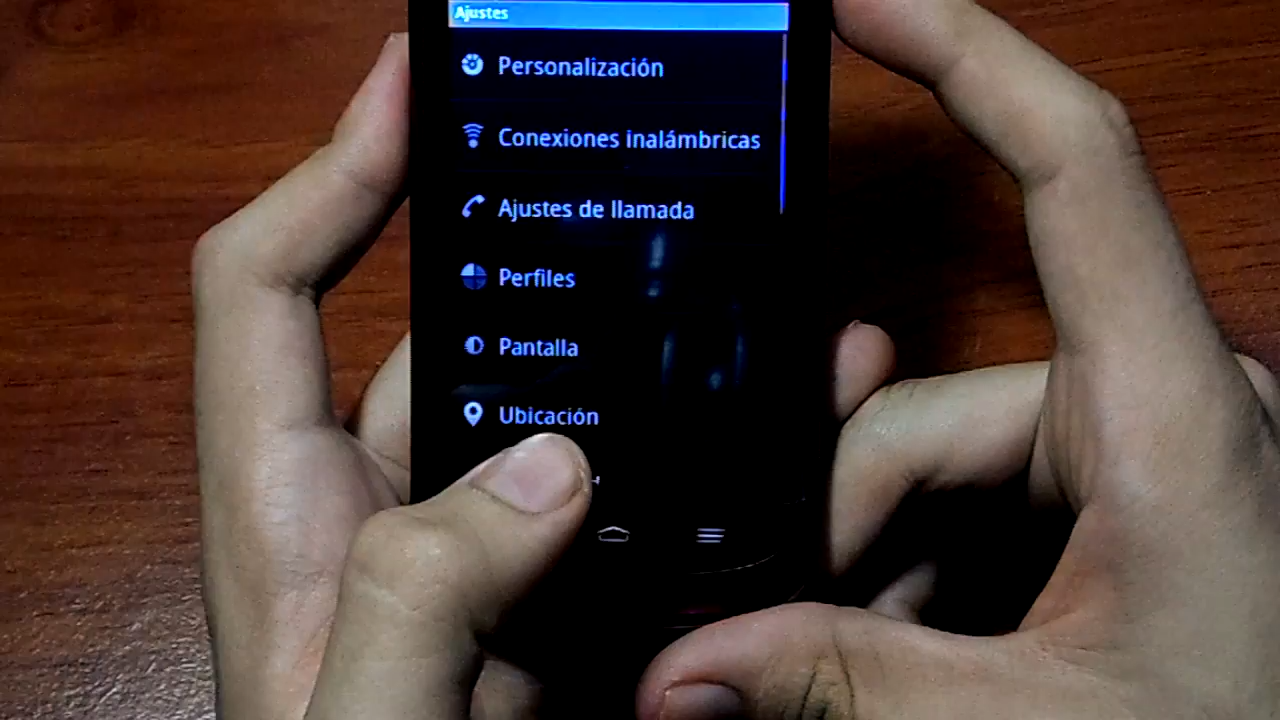 Ajustes
Personalización
Conexiones inalámbricas
Ajustes de llamada
Perfiles
Pantalla
Ubicación